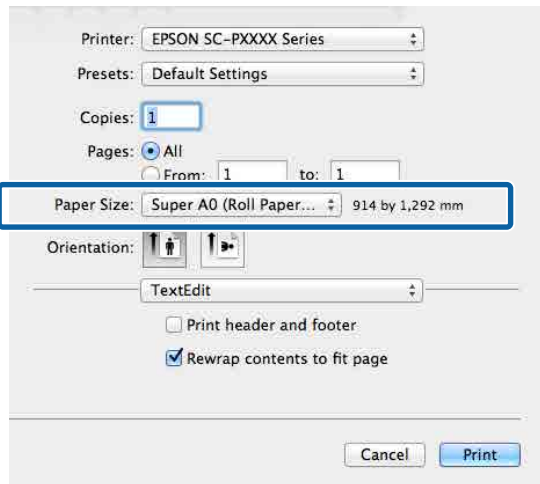 Printer: EPSON SC-PXXXX Series
Presets: Default Settings
Copies: 1
Pages: All
From: 1 to: 1
Paper Size: Super A0 (Roll Paper... 914 by 1,292 mm
Orientation:
TextEdit
Print header and footer
Rewrap contents to fit page
Cancel Print